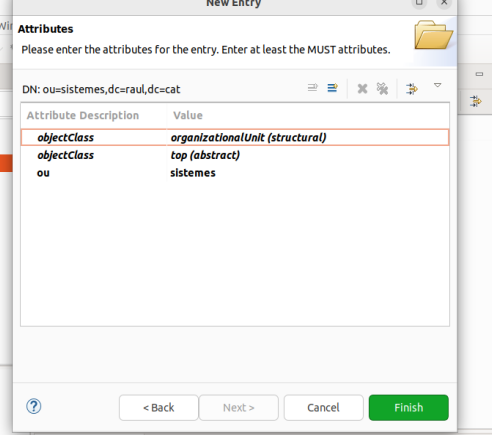 New Entry
Attributes
Please enter the attributes for the entry. Enter at least the MUST attributes.
DN: ou=sistemes,dc=raul,dc=cat
Attribute Description Value
objectClass organizationalUnit (structural)
objectClass top (abstract)
ou sistemes
< Back Next > Cancel Finish